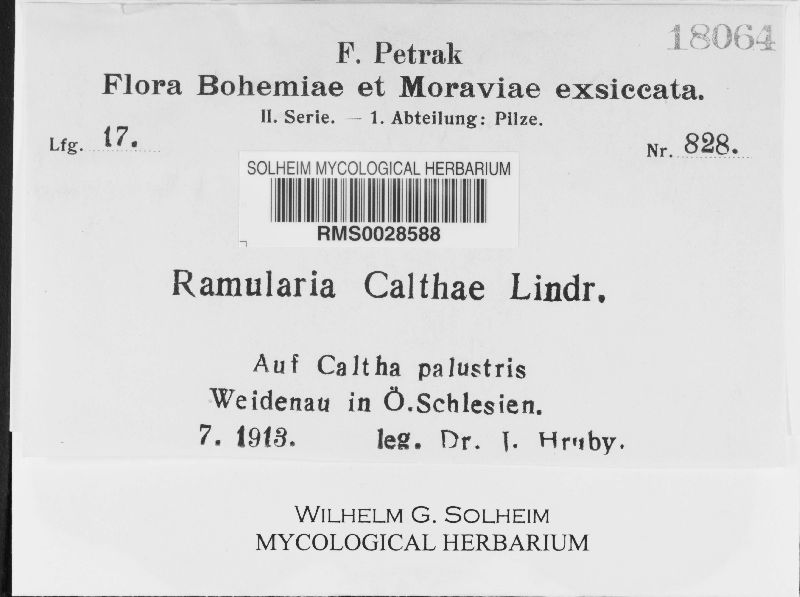 18064
F. Petrak
Flora Bohemiae et Moraviae exsiccata.
II. Serie. — 1. Abteilung: Pilze.
Lfg. 17. Nr. 828.
SOLHEIM MYCOLOGICAL HERBARIUM
RMS0028588
Ramularia Calthae Lindr.
Auf Caltha palustris
Weidenau in Ö.Schlesien.
7. 1913. leg. Dr. J. Hruby.
WILHELM G. SOLHEIM
MYCOLOGICAL HERBARIUM